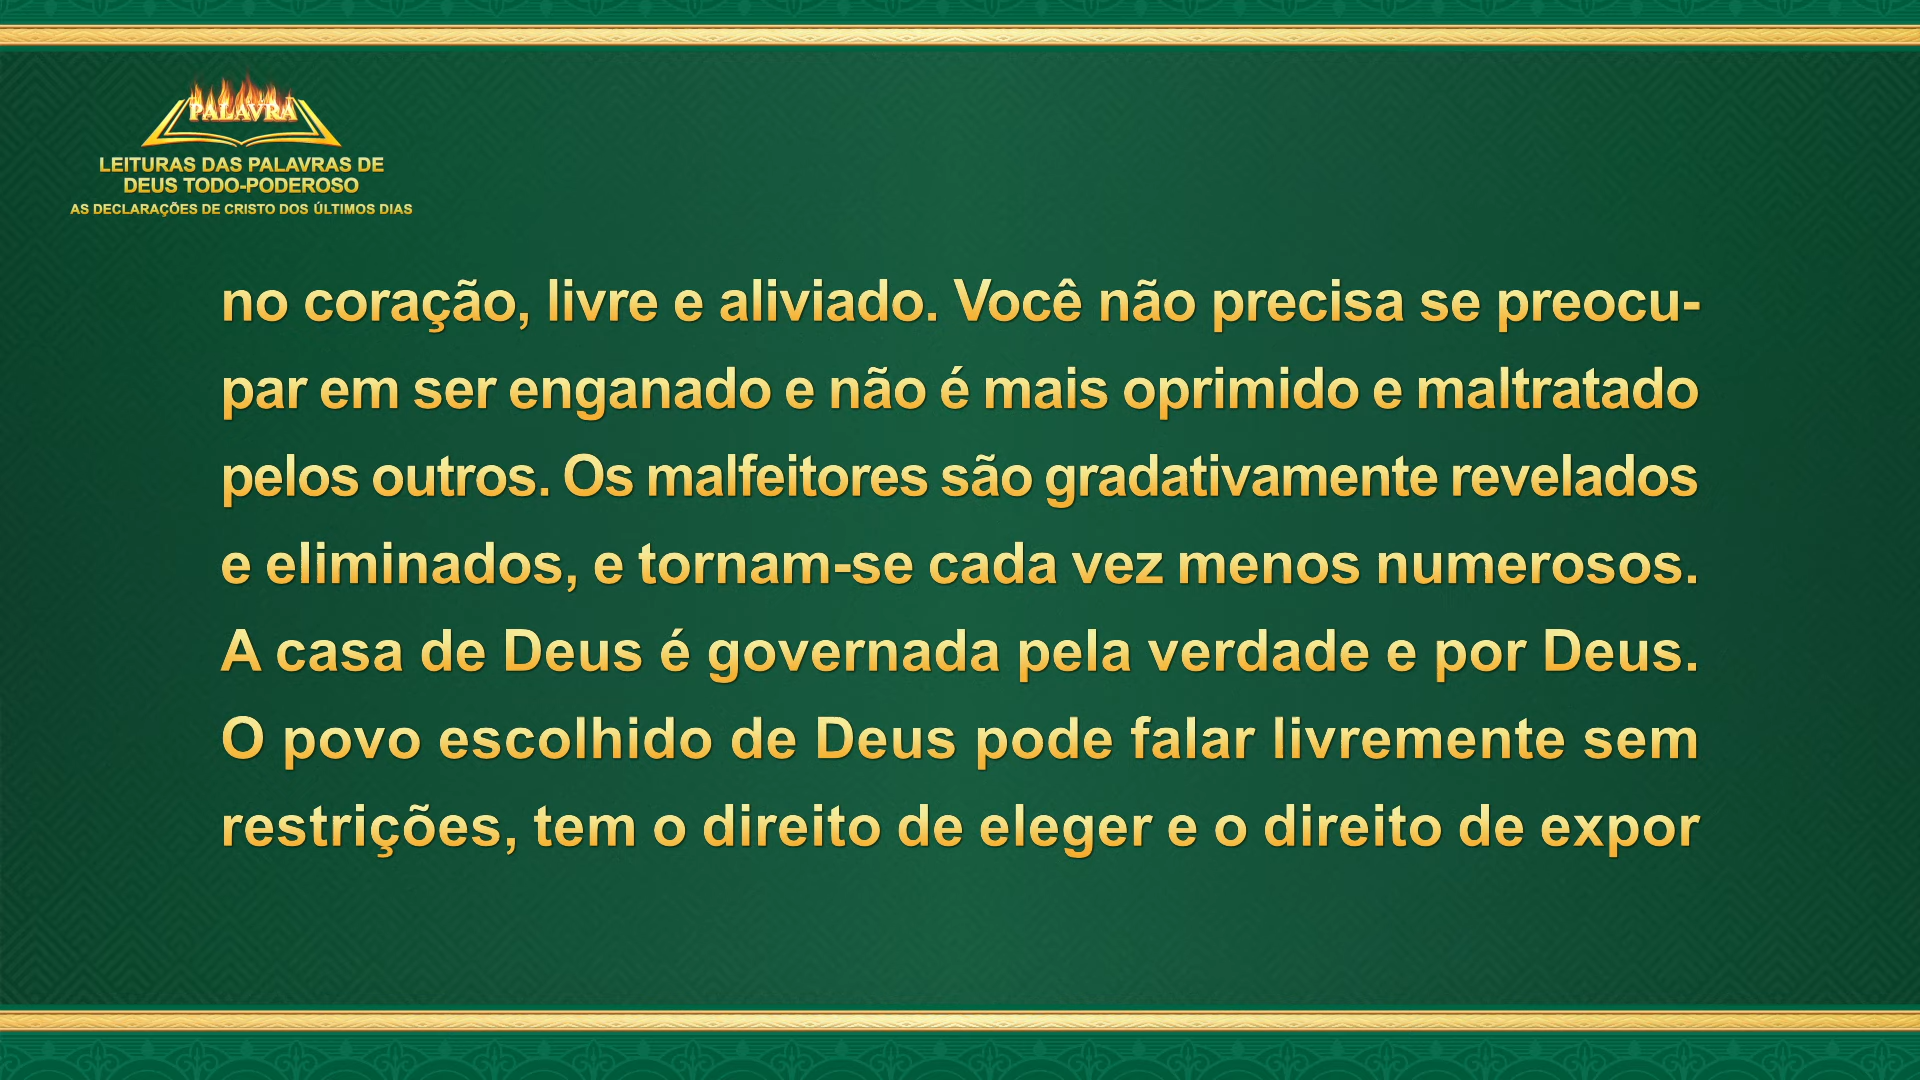 PALAVRA
LEITURAS DAS PALAVRAS DE
DEUS TODO-PODEROSO
AS DECLARAÇÕES DE CRISTO DOS ÚLTIMOS DIAS
no coração, livre e aliviado. Você não precisa se preocu-
par em ser enganado e não é mais oprimido e maltratado
pelos outros. Os malfeitores são gradativamente revelados
e eliminados, e tornam-se cada vez menos numerosos.
A casa de Deus é governada pela verdade e por Deus.
O povo escolhido de Deus pode falar livremente sem
restrições, tem o direito de eleger e o direito de expor